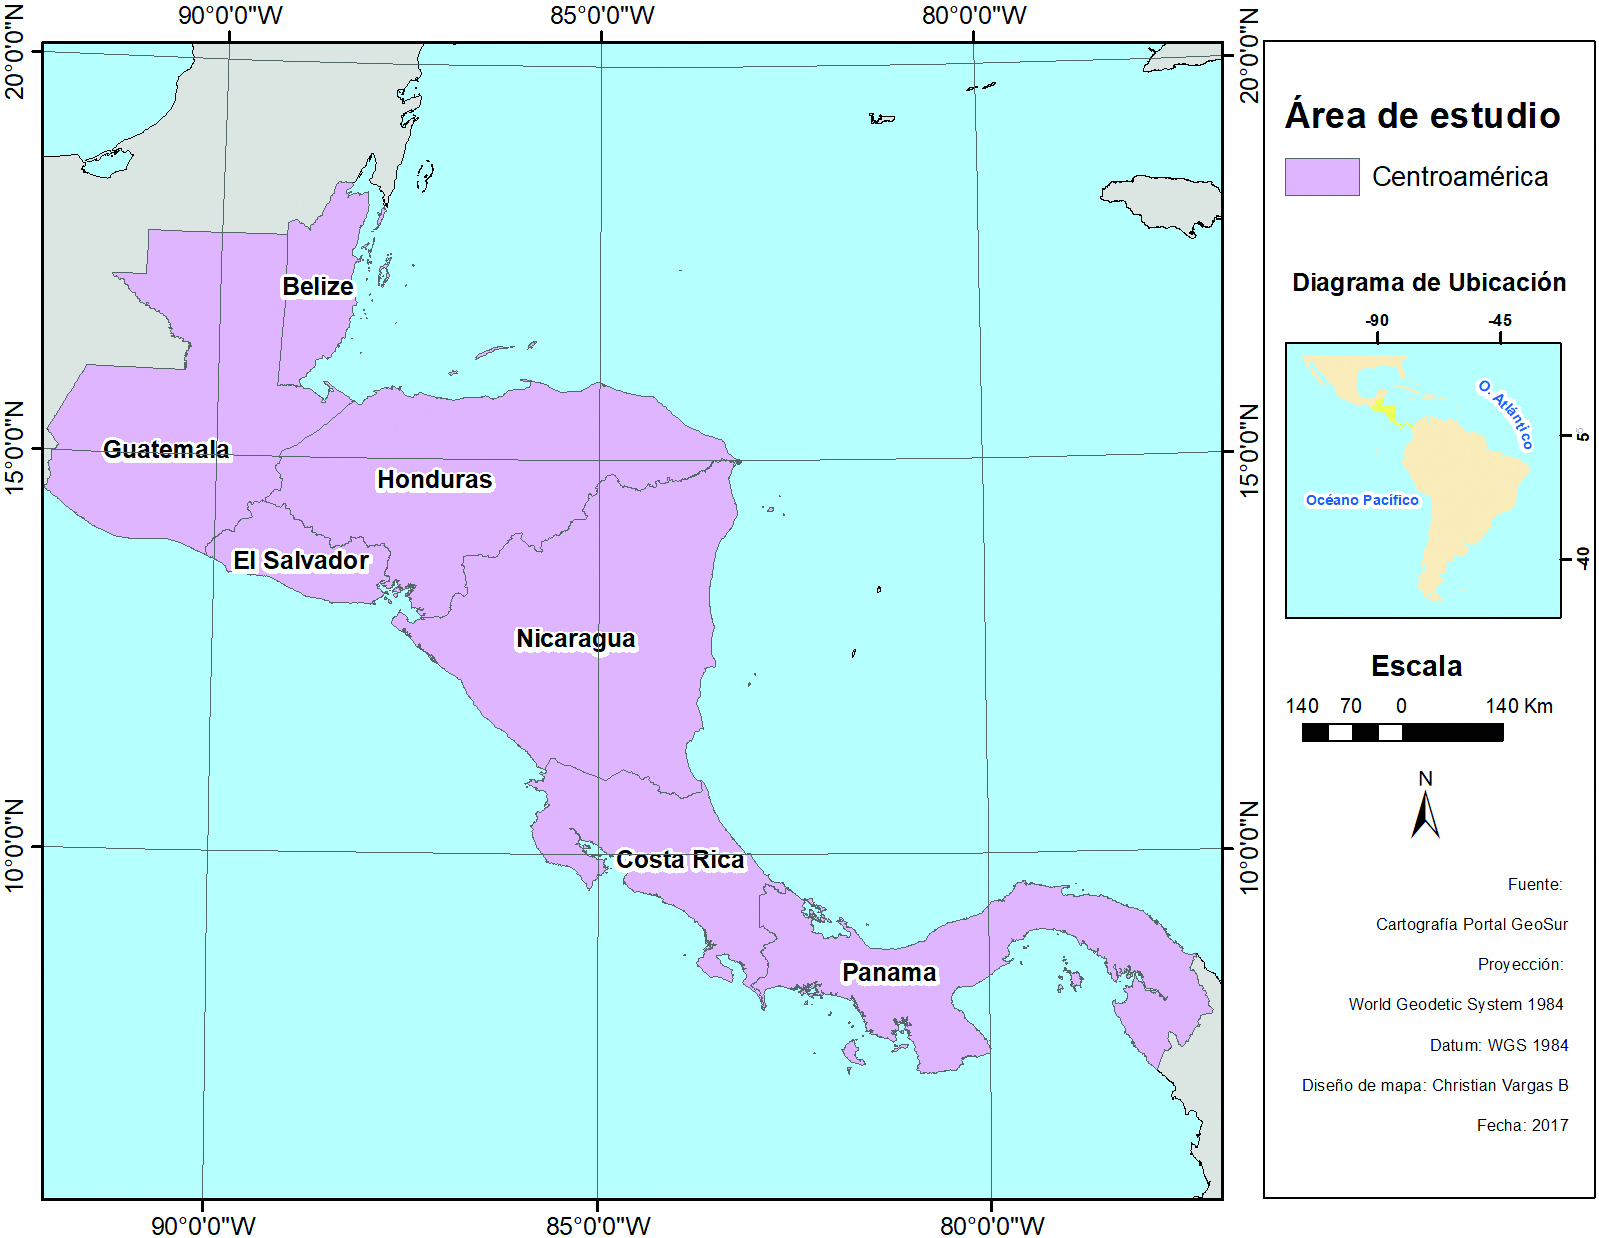 90°0'0"W 85°0'0"W 80°0'0"W
20°0'0"N
20°0'0"N
Área de estudio
Centroamérica
Belize
Diagrama de Ubicación
-90 -45
O. Atlántico
5
Océano Pacífico
-40
15°0'0"N
15°0'0"N
Guatemala
Honduras
El Salvador
Nicaragua
Escala
140 70 0 140 Km
N
10°0'0"N
10°0'0"N
Costa Rica
Panama
Fuente:
Cartografía Portal GeoSur
Proyección:
World Geodetic System 1984
Datum: WGS 1984
Diseño de mapa: Christian Vargas B
Fecha: 2017
90°0'0"W 85°0'0"W 80°0'0"W